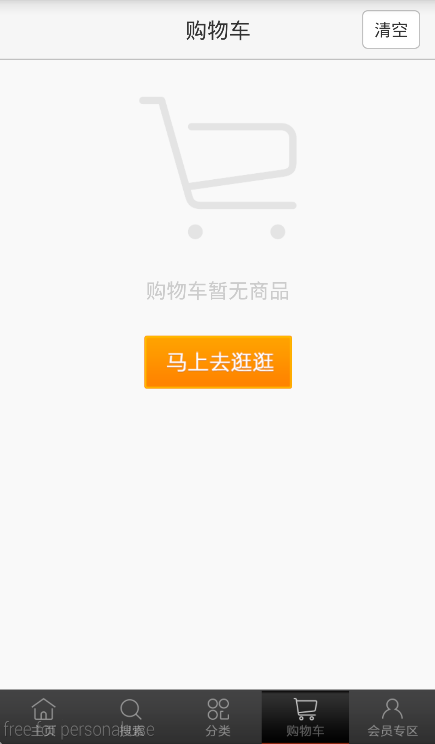 购物车
清空
购物车暂无商品
马上去逛逛
主页 搜索 分类 购物车 会员专区
free for personal use